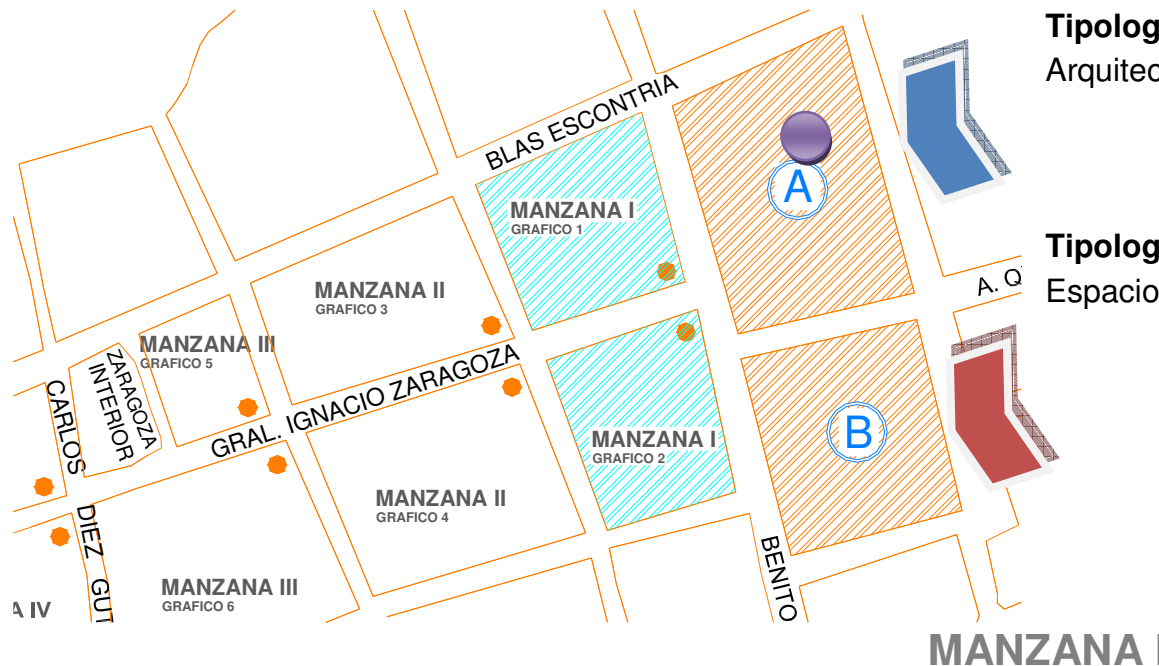 Tipolog
Arquitec
BLAS ESCONTRIA
A
MANZANA I
GRAFICO 1
Tipolog
Espacio
A. Q
MANZANA II
GRAFICO 3
MANZANA III
GRAFICO 5
ZARAGOZA
INTERIOR
CARLOS
DIEZ GUT
GRAL. IGNACIO ZARAGOZA
MANZANA I
GRAFICO 2
B
MANZANA II
GRAFICO 4
BENITO
MANZANA III
GRAFICO 6
A IV
MANZANA